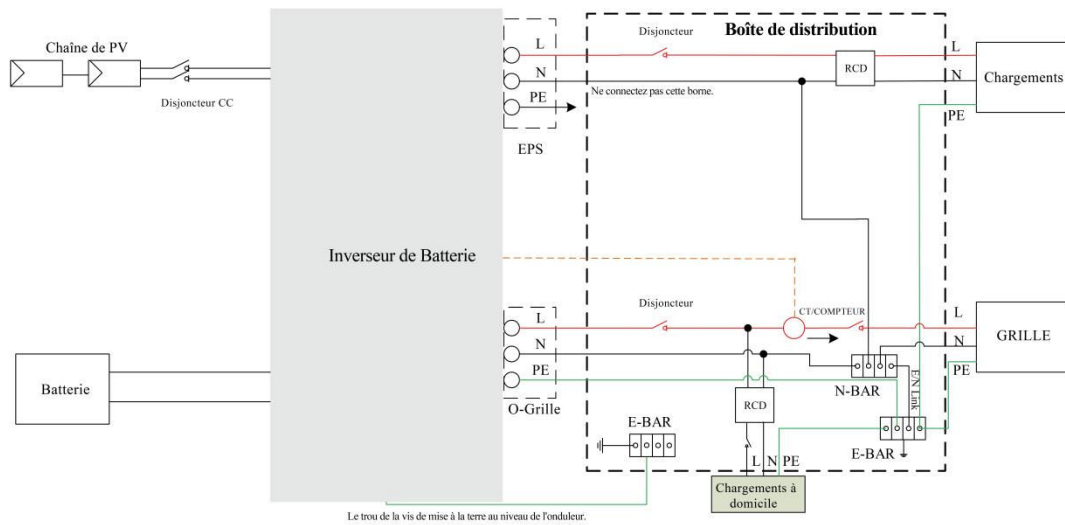 Chaîne de PV
Disjoncteur CC
Batterie
Inverseur de Batterie
L
N
PE
EPS
Disjoncteur
Boîte de distribution
RCD
Ne connectez pas cette borne.
L
N
PE
Chargements
L
N
PE
O-Grille
Disjoncteur
CT/COMPTEUR
L
N
PE
GRILLE
N-BAR
E/N Link
RCD
E-BAR
E-BAR
L N PE
Chargements à
domicile
Le trou de la vis de mise à la terre au niveau de l'onduleur.